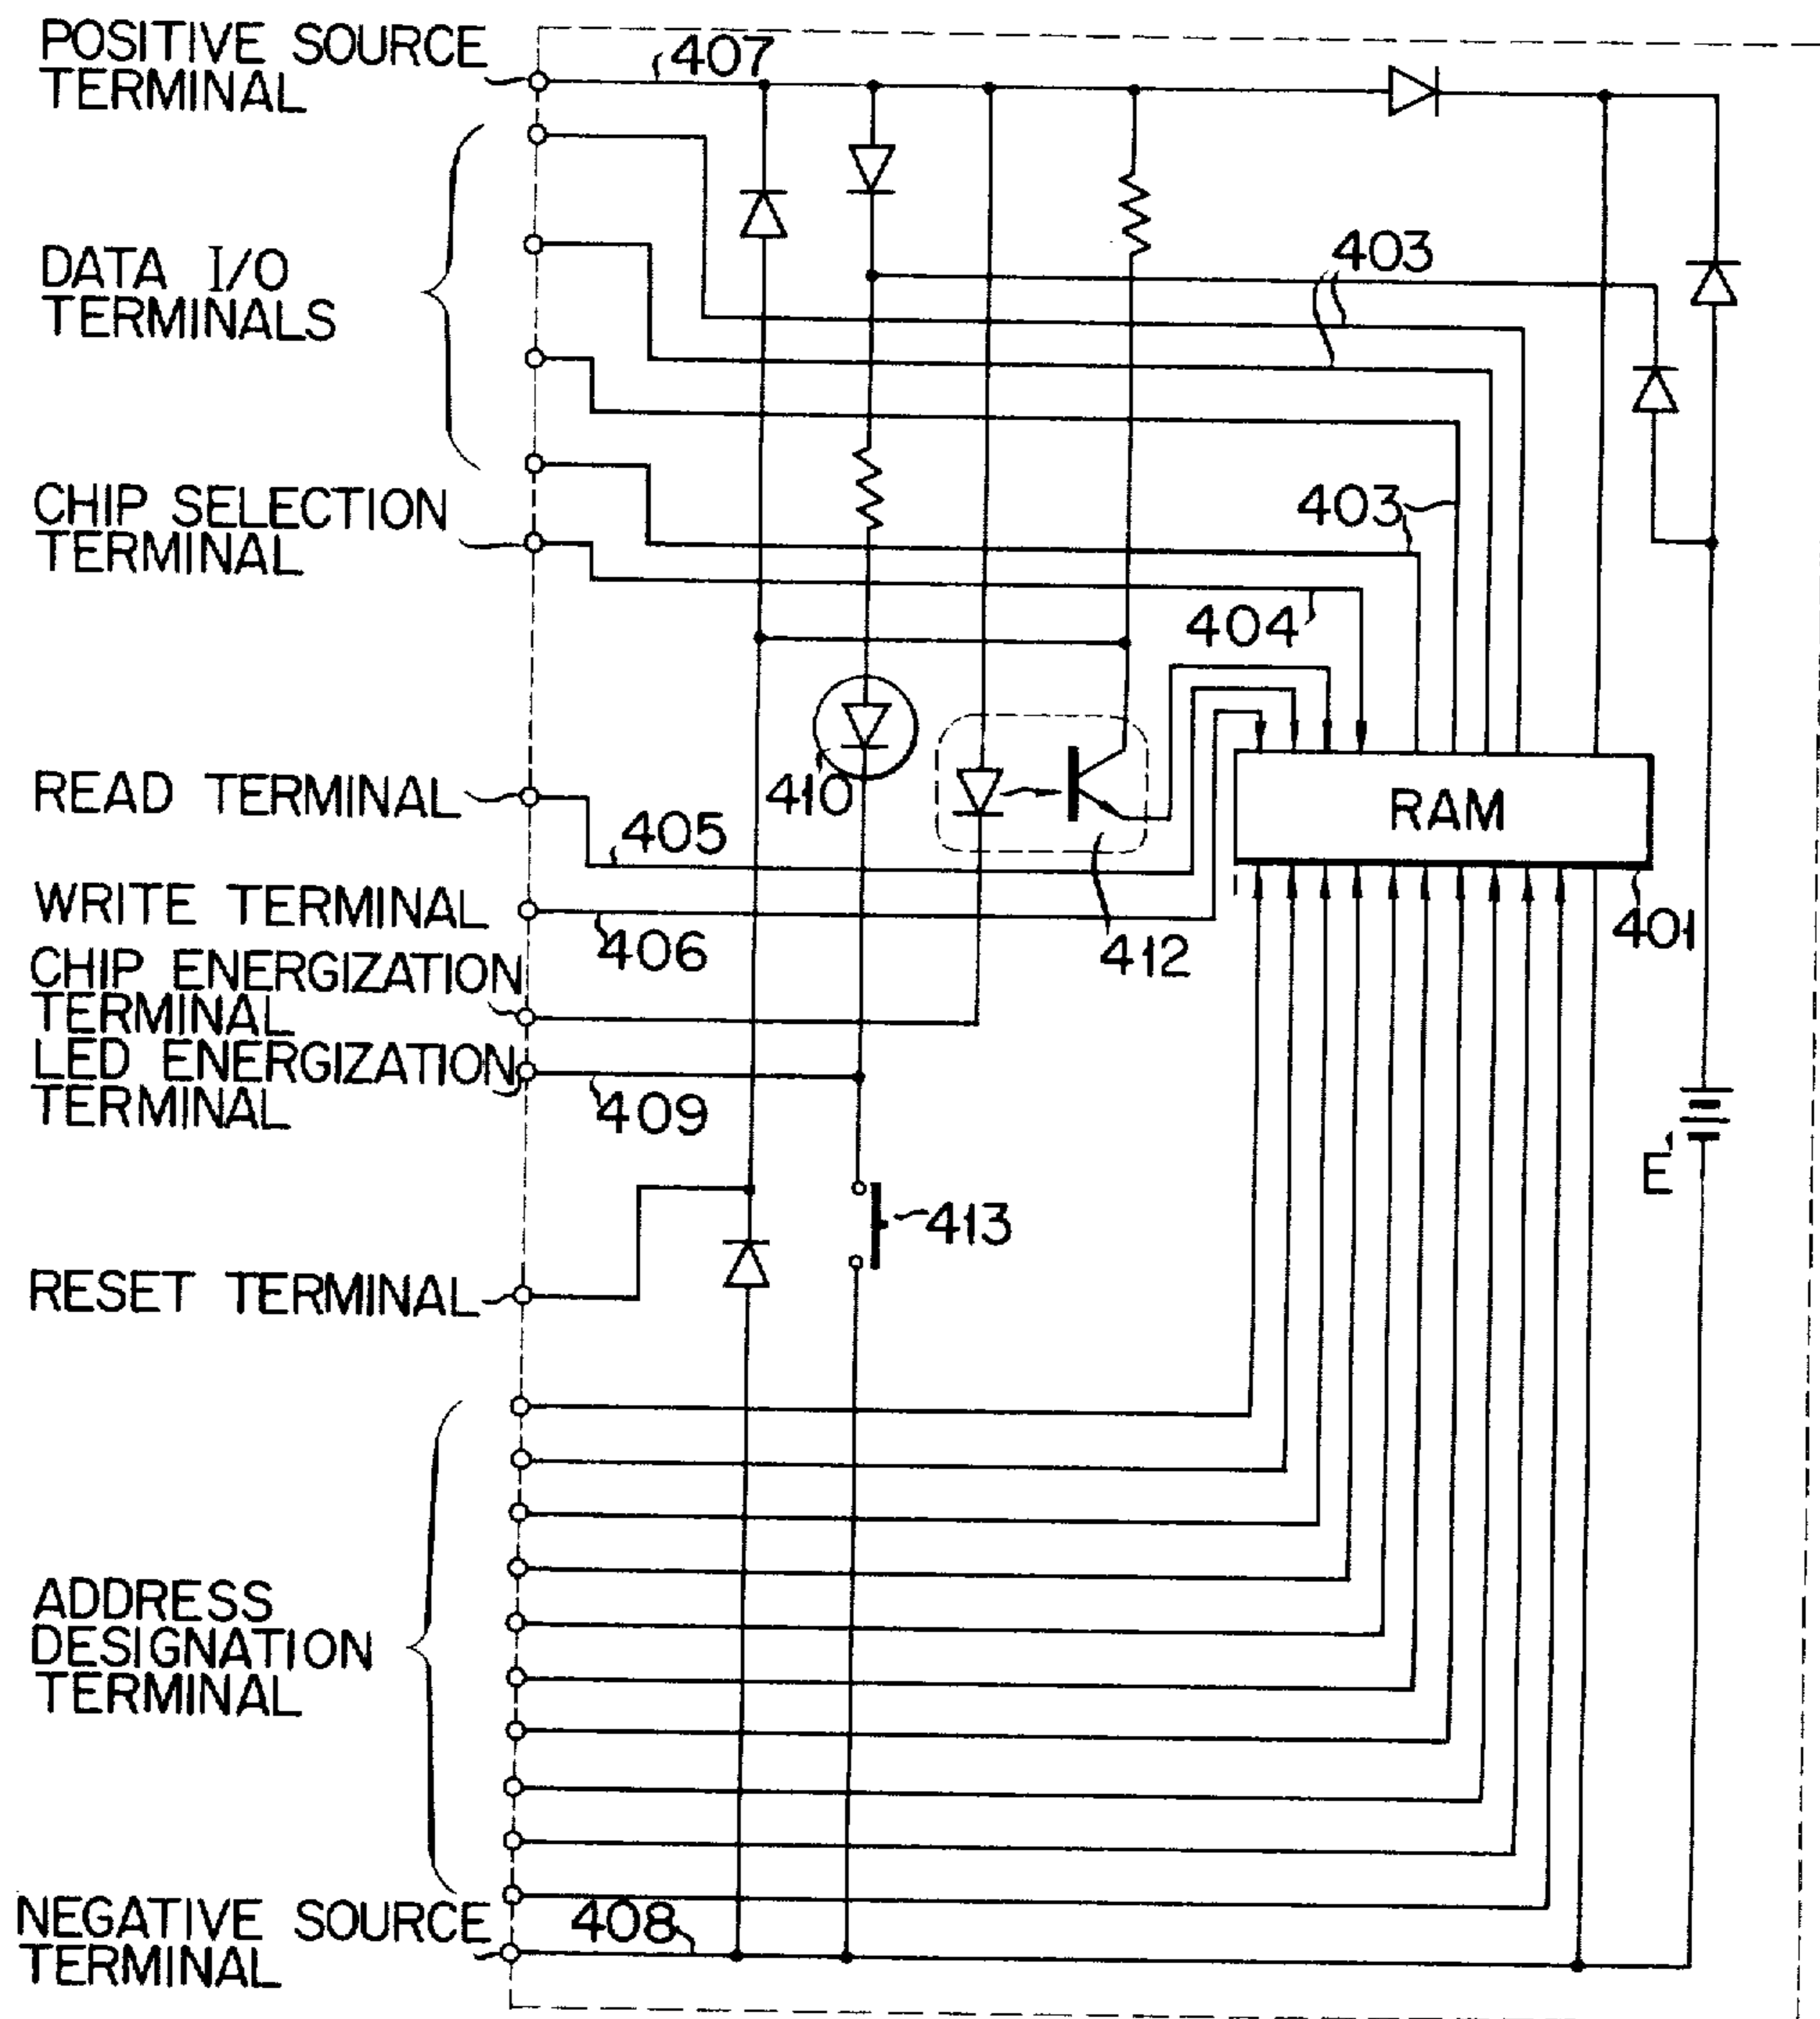 POSITIVE SOURCE
TERMINAL
407
DATA I/O
TERMINALS
403
CHIP SELECTION
TERMINAL
403
404
READ TERMINAL
410
RAM
405
WRITE TERMINAL
406
412
401
CHIP ENERGIZATION
TERMINAL
LED ENERGIZATION
TERMINAL
409
E'
413
RESET TERMINAL
ADDRESS
DESIGNATION
TERMINAL
NEGATIVE SOURCE
TERMINAL
408